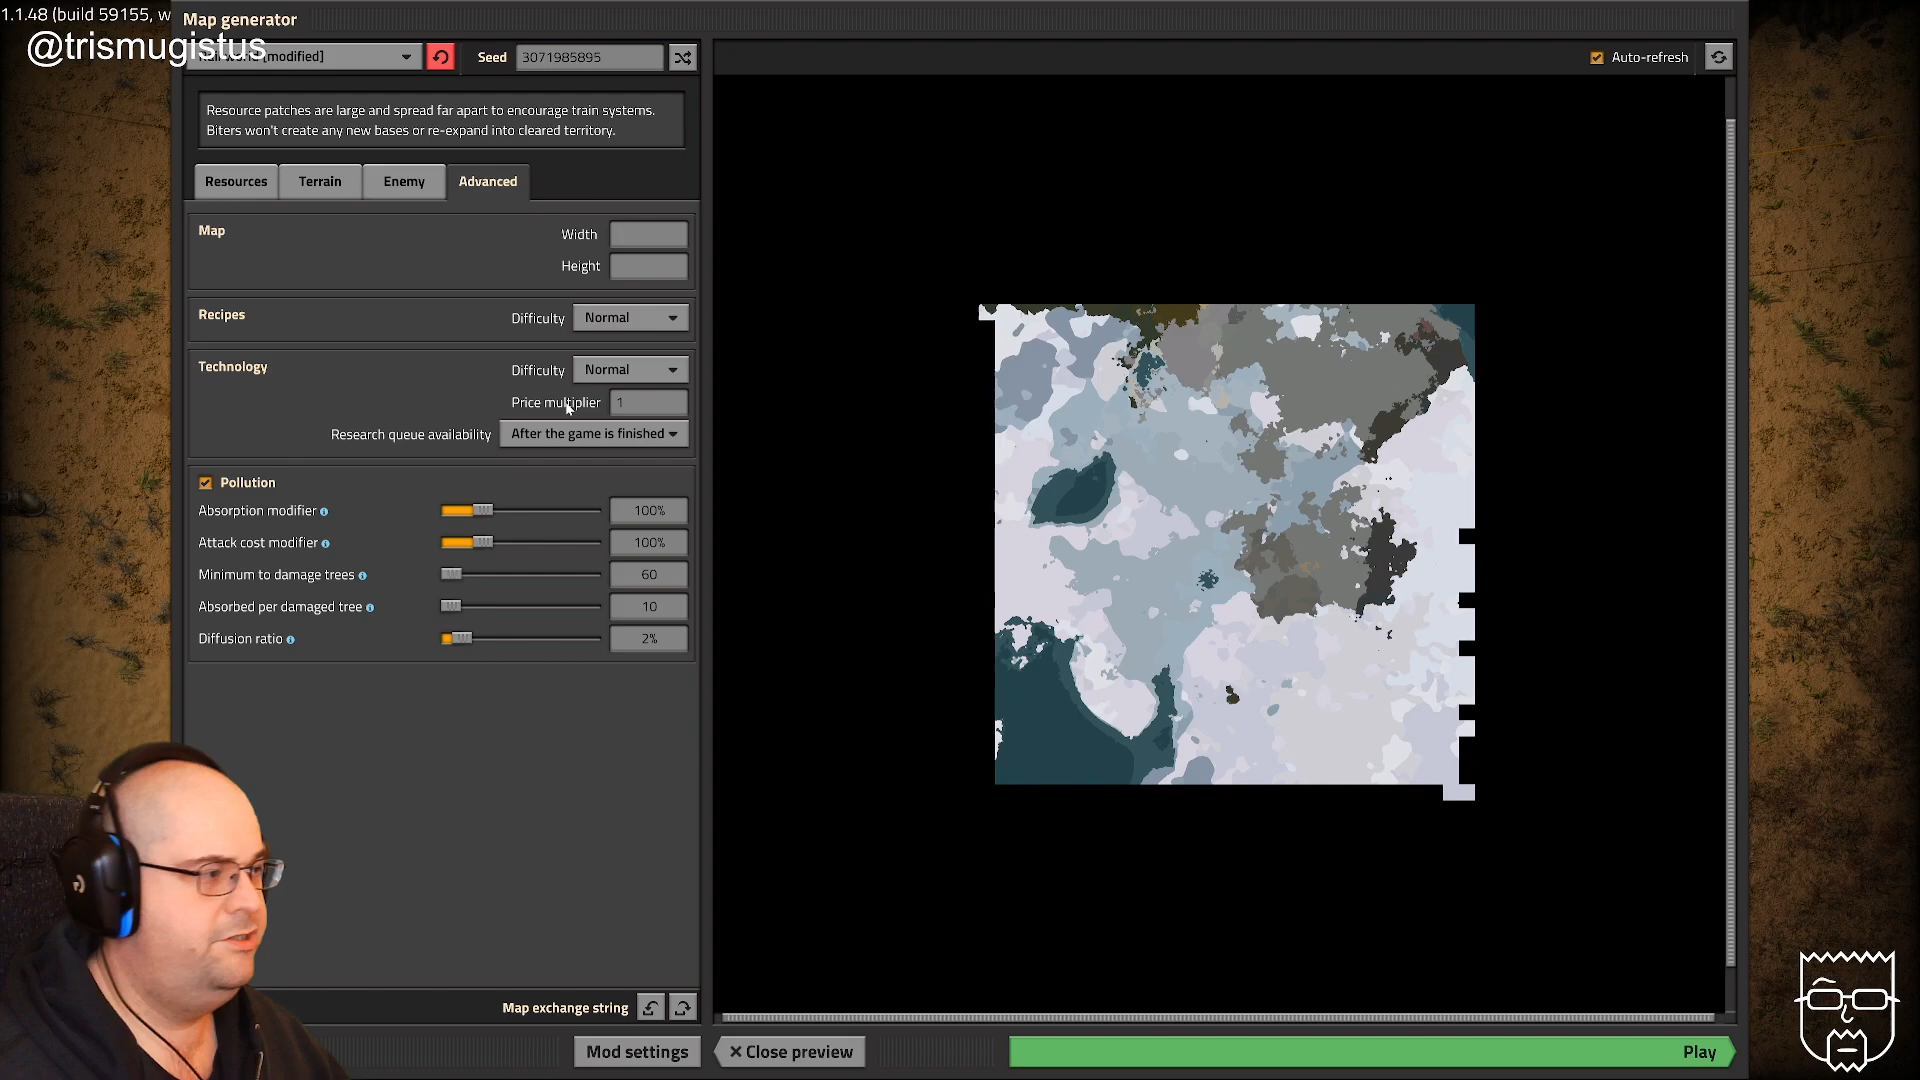 1.1.48 (build 59155, w
Map generator
@trismugistus
[modified]
Seed
3071985895
Auto-refresh
Resource patches are large and spread far apart to encourage train systems.
Biters won't create any new bases or re-expand into cleared territory.
Resources
Terrain
Enemy
Advanced
Map
Width
Height
Recipes
Difficulty
Normal
Technology
Difficulty
Normal
Price multiplier
1
Research queue availability
After the game is finished
Pollution
Absorption modifier
100%
Attack cost modifier
100%
Minimum to damage trees
60
Absorbed per damaged tree
10
Diffusion ratio
2%
Map exchange string
Mod settings
Close preview
Play